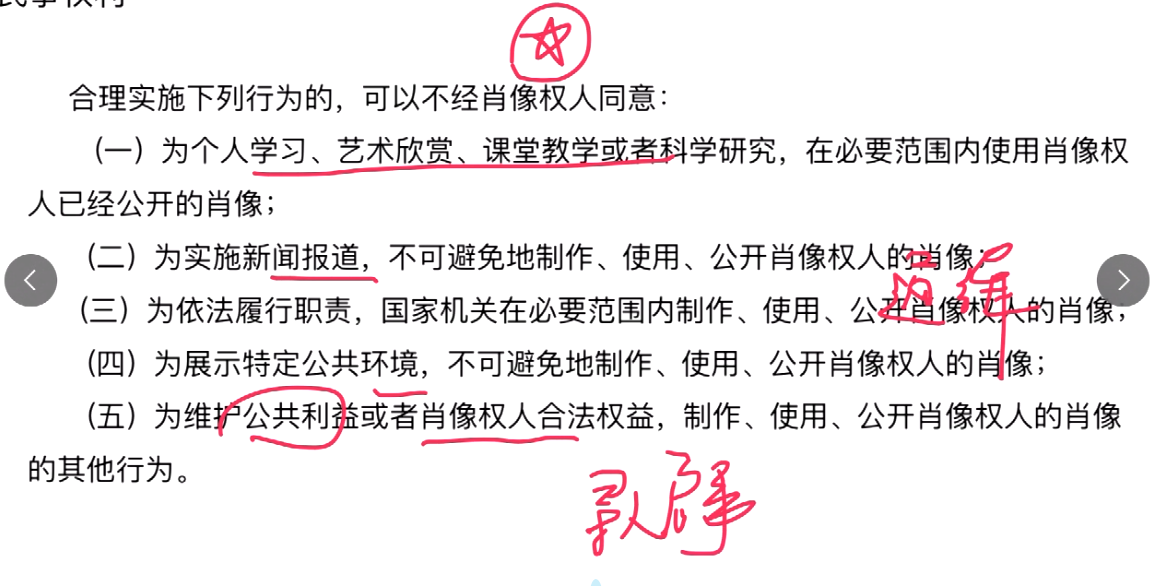 民事权利
合理实施下列行为的，可以不经肖像权人同意：
（一）为个人学习、艺术欣赏、课堂教学或者科学研究，在必要范围内使用肖像权
人已经公开的肖像；
（二）为实施新闻报道，不可避免地制作、使用、公开肖像权人的肖像；
（三）为依法履行职责，国家机关在必要范围内制作、使用、公开肖像权人的肖像；
（四）为展示特定公共环境，不可避免地制作、使用、公开肖像权人的肖像；
（五）为维护公共利益或者肖像权人合法权益，制作、使用、公开肖像权人的肖像
的其他行为。
寻人启事